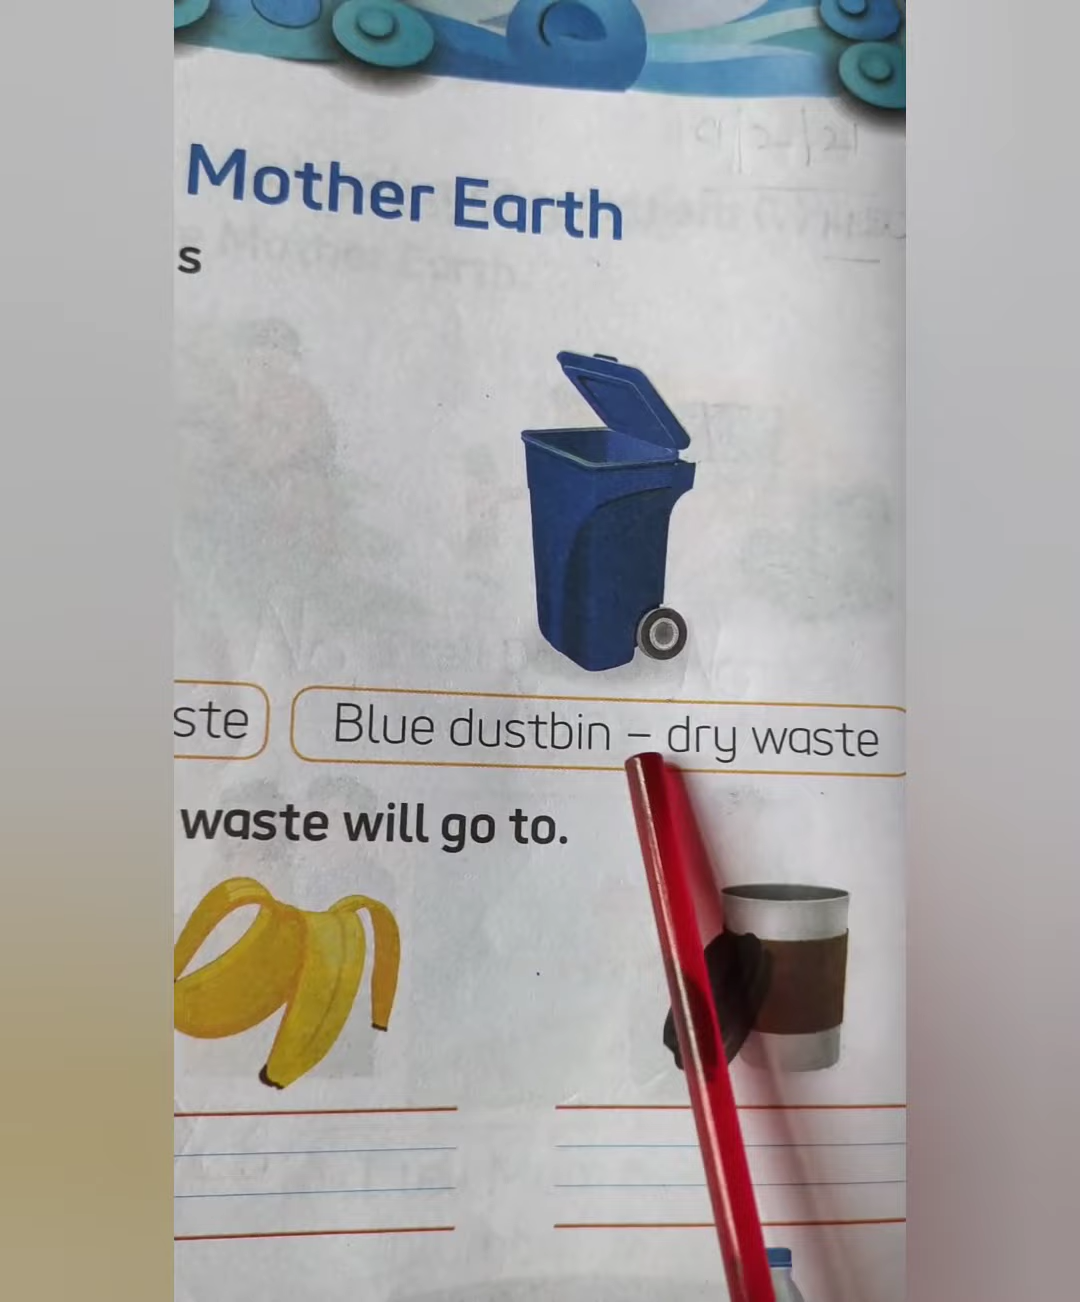 Mother Earth
s
ste
Blue dustbin – dry waste
waste will go to.